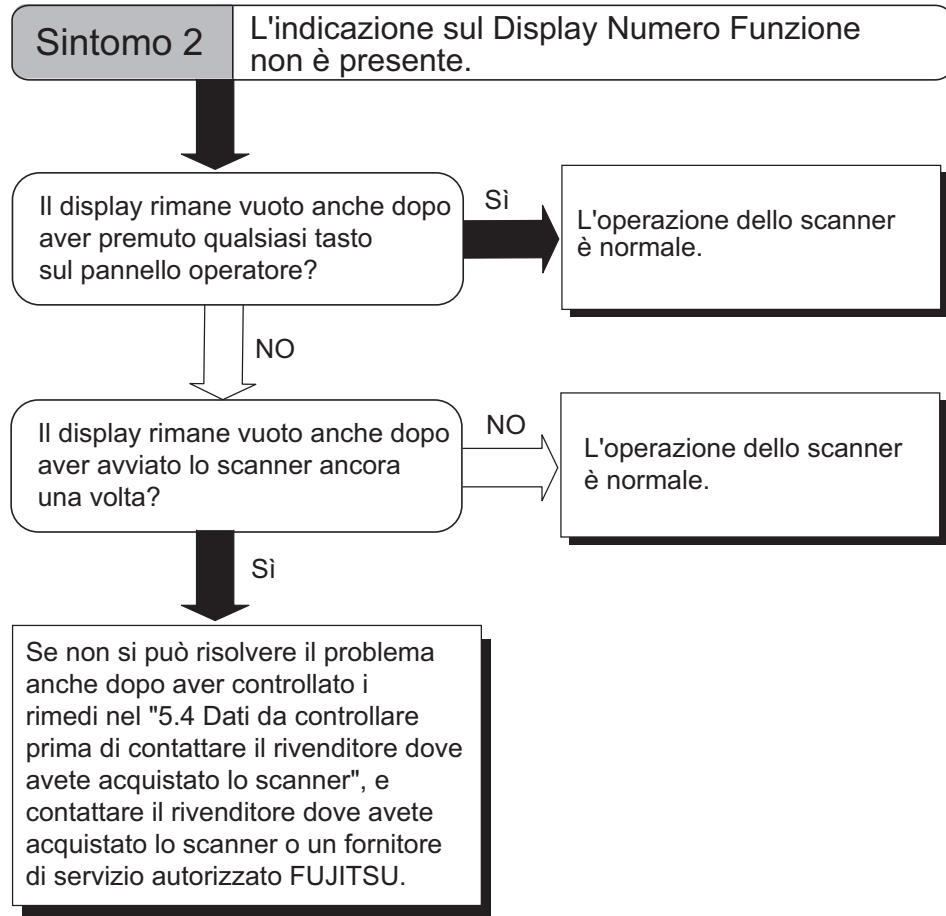 Sintomo 2
L'indicazione sul Display Numero Funzione
non è presente.
Il display rimane vuoto anche dopo
aver premuto qualsiasi tasto
sul pannello operatore?
Sì
L'operazione dello scanner
è normale.
NO
Il display rimane vuoto anche dopo
aver avviato lo scanner ancora
una volta?
NO
L'operazione dello scanner
è normale.
Sì
Se non si può risolvere il problema
anche dopo aver controllato i
rimedi nel "5.4 Dati da controllare
prima di contattare il rivenditore dove
avete acquistato lo scanner", e
contattare il rivenditore dove avete
acquistato lo scanner o un fornitore
di servizio autorizzato FUJITSU.